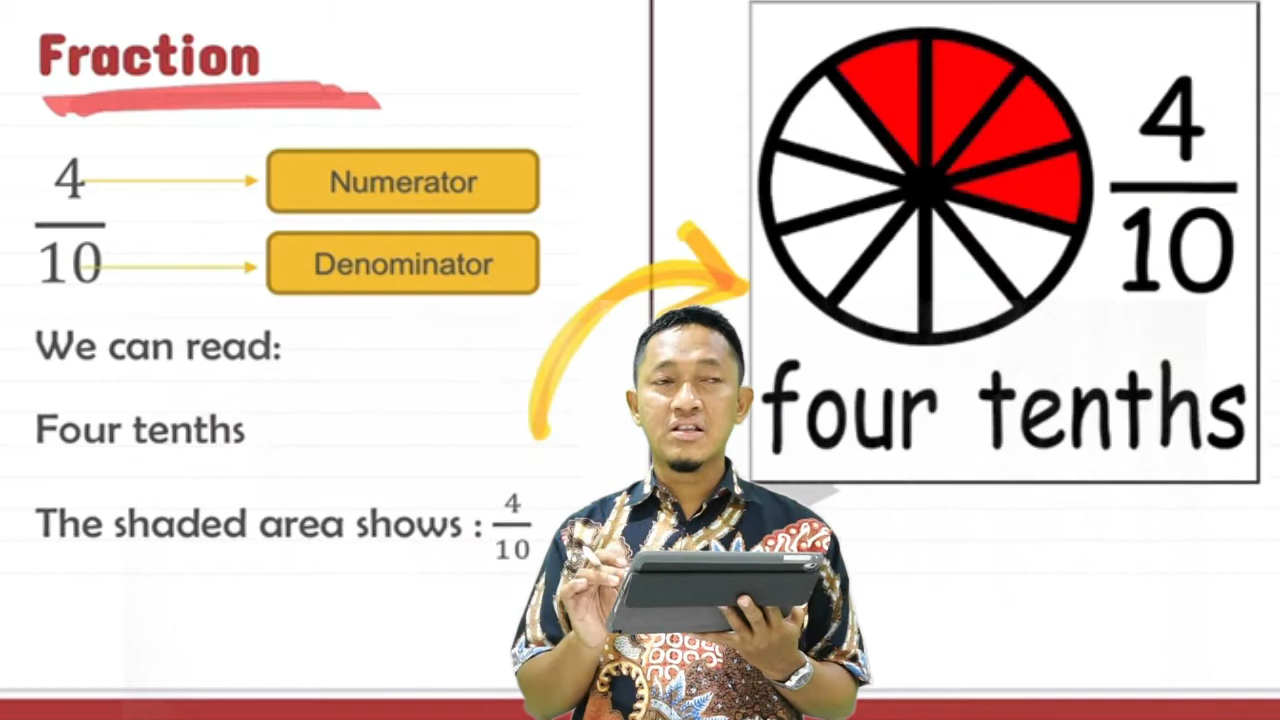 Fraction
4
10
Numerator
Denominator
We can read:
Four tenths
The shaded area shows : 4/10
4
10
four tenths